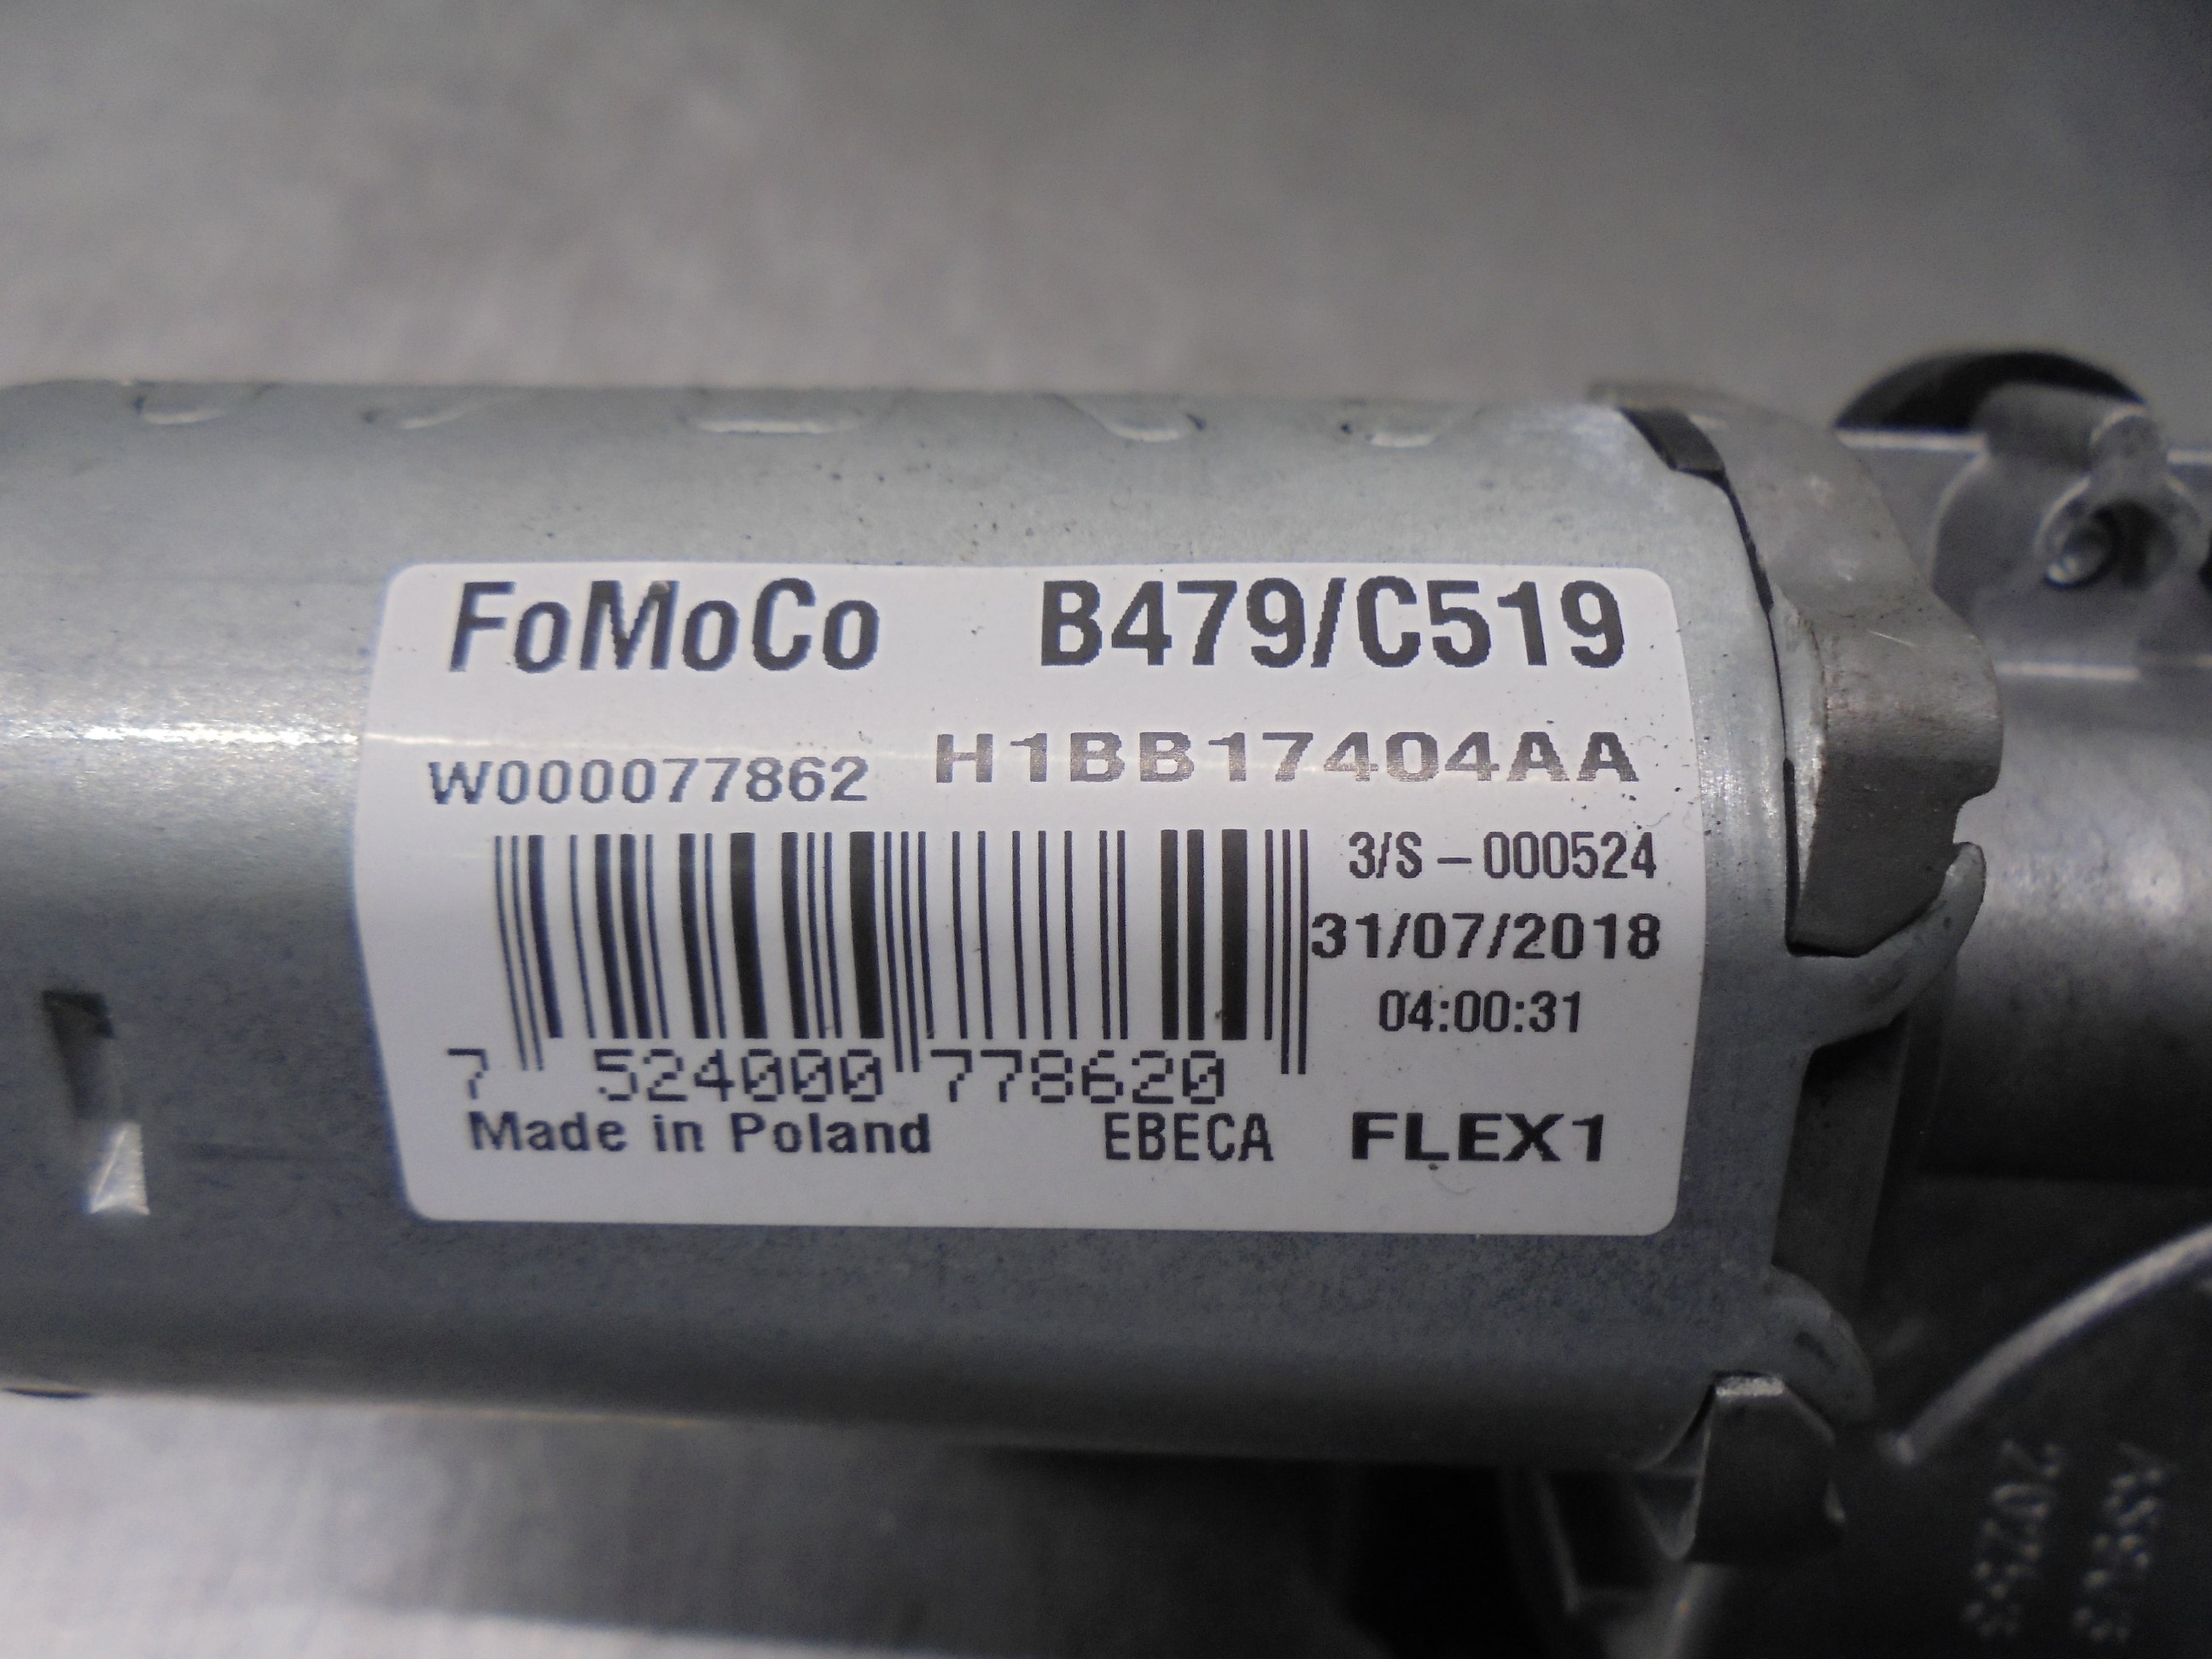 FoMoCo B479/C519
W000077862 H1BB17404AA
3/S - 000524
31/07/2018
04:00:31
7 524000 778620
Made in Poland EBECA FLEX1